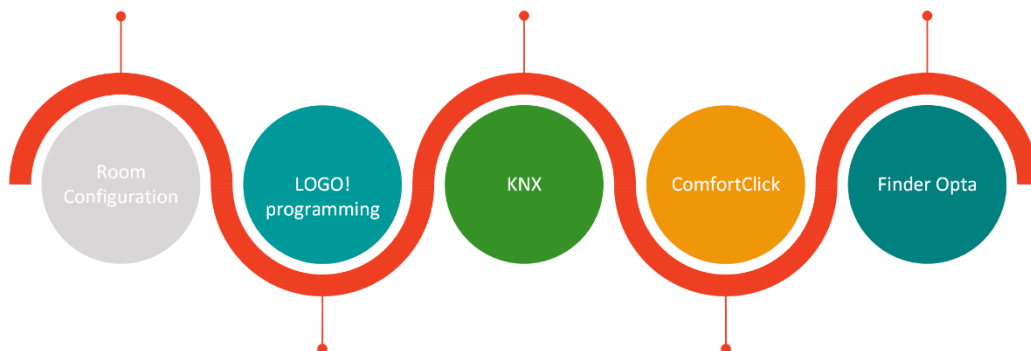 Room
Configuration
LOGO!
programming
KNX
ComfortClick
Finder Opta